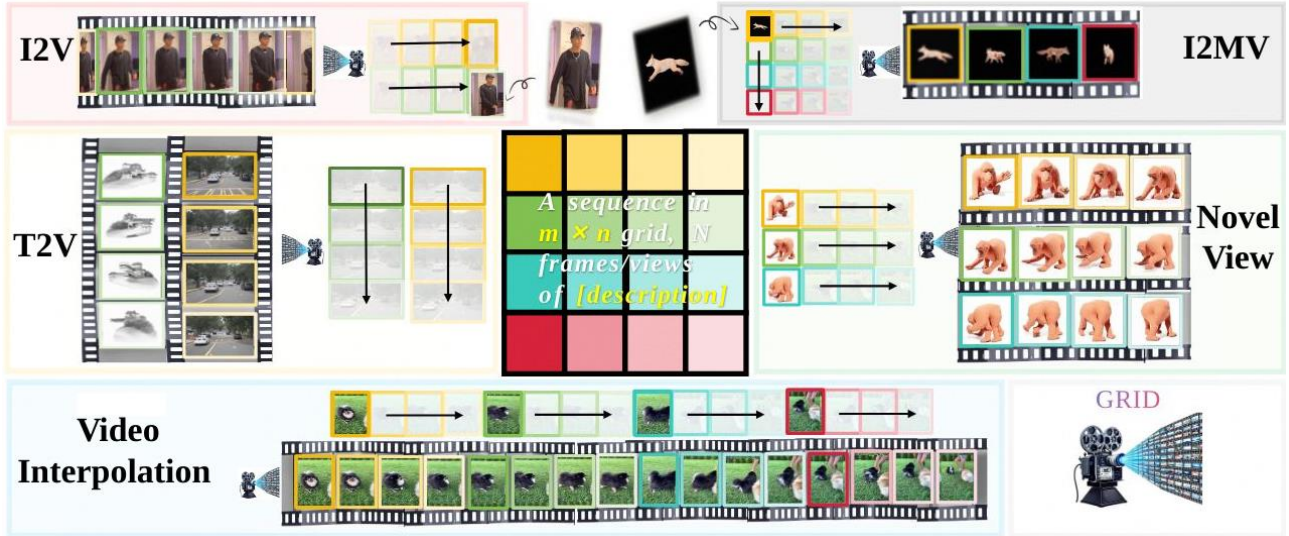 I2V
I2MV
T2V
A sequence in
m × n grid, N
frames/views
of [description]
Novel
View
Video
Interpolation
GRID